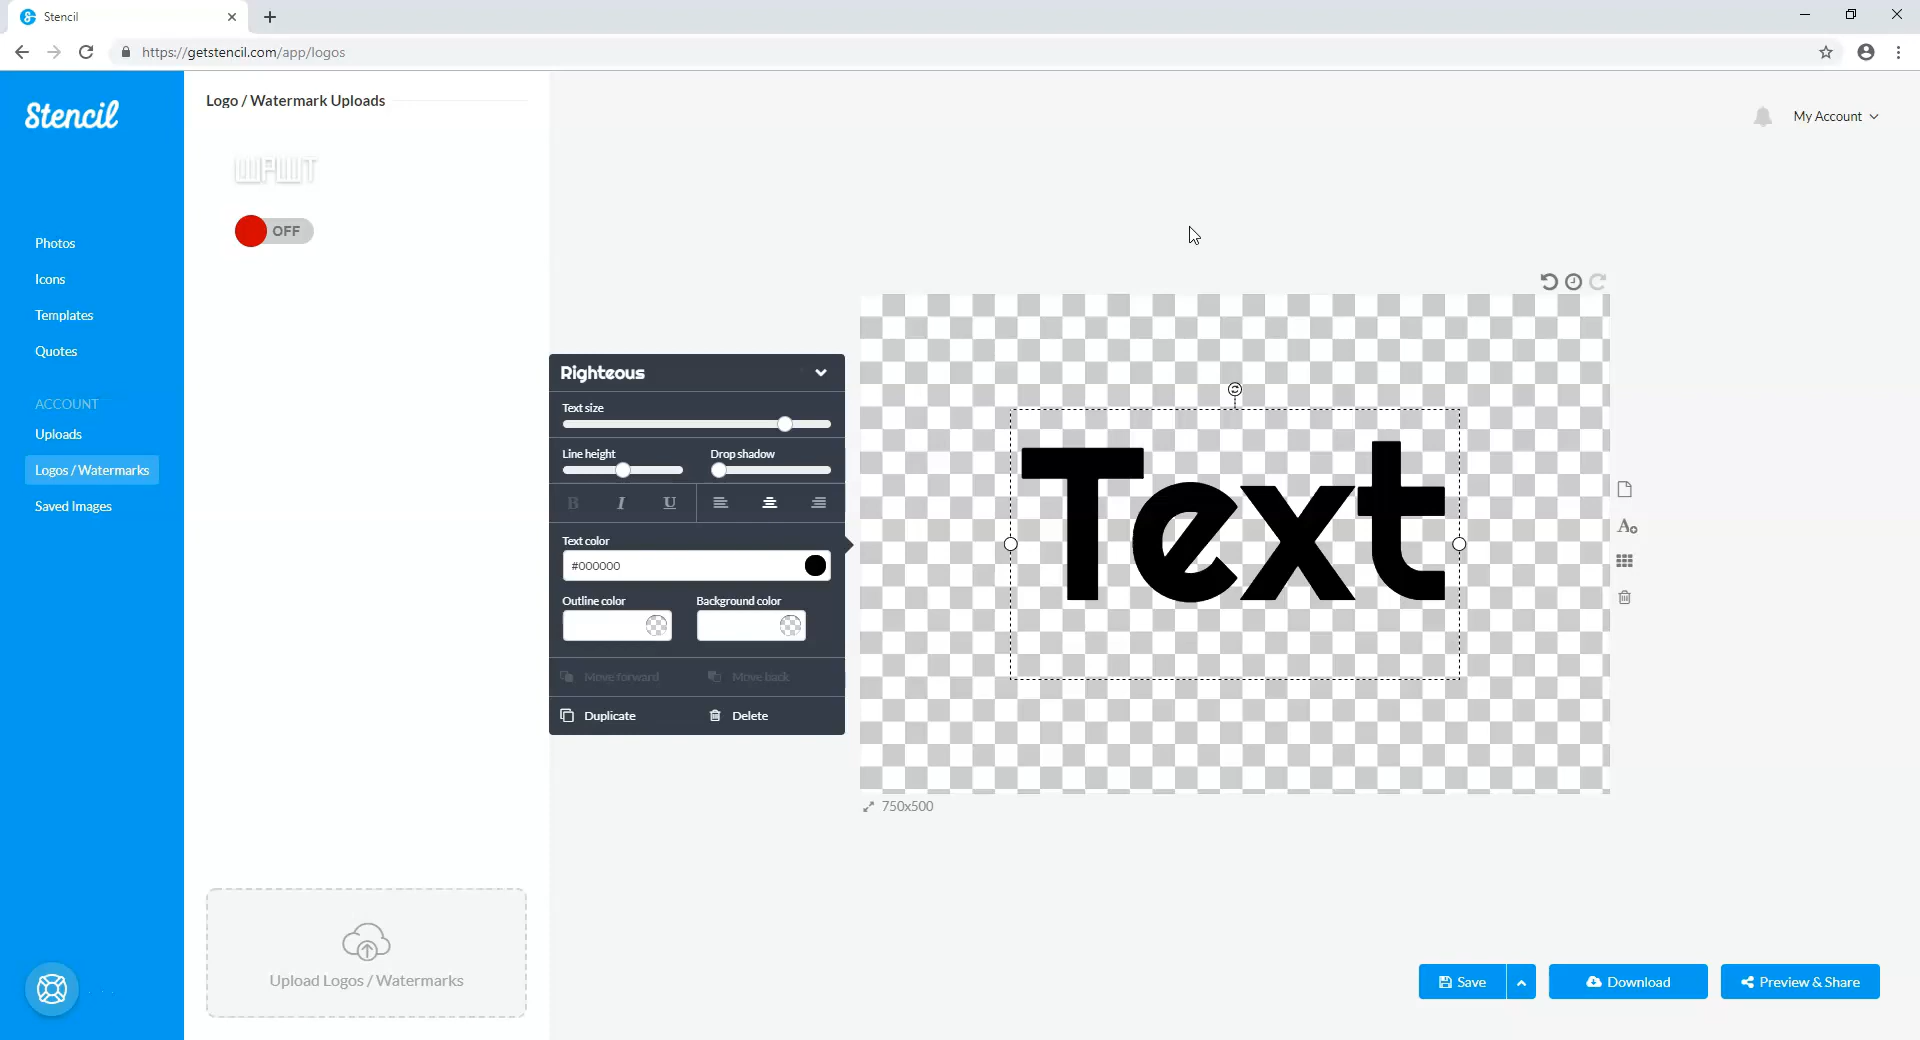 Stencil
https://getstencil.com/app/logos
Stencil
Photos
Icons
Templates
Quotes
ACCOUNT
Uploads
Logos / Watermarks
Saved Images
Logo / Watermark Uploads
WPWT
OFF
Upload Logos / Watermarks
My Account
Righteous
Text size
Line height
Drop shadow
B I U
Text color
#000000
Outline color
Background color
Move forward
Move back
Duplicate
Delete
Text
A
750x500
Save
Download
Preview & Share